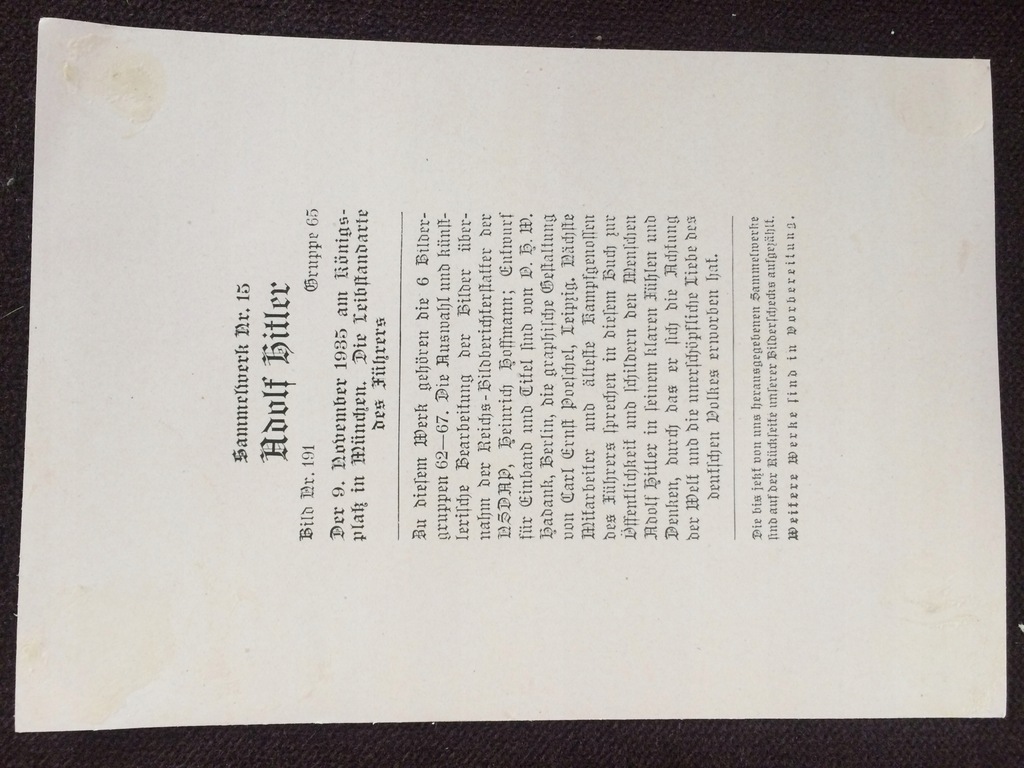 Sammelwerk Nr. 15
Adolf Hitler
Bild Nr. 191 Gruppe 65
Der 9. November 1935 am Königs-
platz in München. Die Leibstandarte
des Führers
Zu diesem Werk gehören die 6 Bilder-
gruppen 62–67. Die Auswahl und künst-
lerische Bearbeitung der Bilder über-
nahm der Reichs-Bildberichterstatter der
NSDAP, Heinrich Hoffmann; Entwurf
für Einband und Titel sind von O. H. W.
Hadank, Berlin, die graphische Gestaltung
von Carl Ernst Poeschel, Leipzig. Nächste
Mitarbeiter und älteste Kampfgenossen
des Führers sprechen in diesem Buch zur
Öffentlichkeit und schildern den Menschen
Adolf Hitler in seinem klaren Fühlen und
Denken, durch das er sich die Achtung
der Welt und die unerschöpfliche Liebe des
deutschen Volkes erworben hat.
Die bis jetzt von uns herausgegebenen Sammelwerke
sind auf der Rückseite unserer Bilderschecks aufgezählt.
Weitere Werke sind in Vorbereitung.